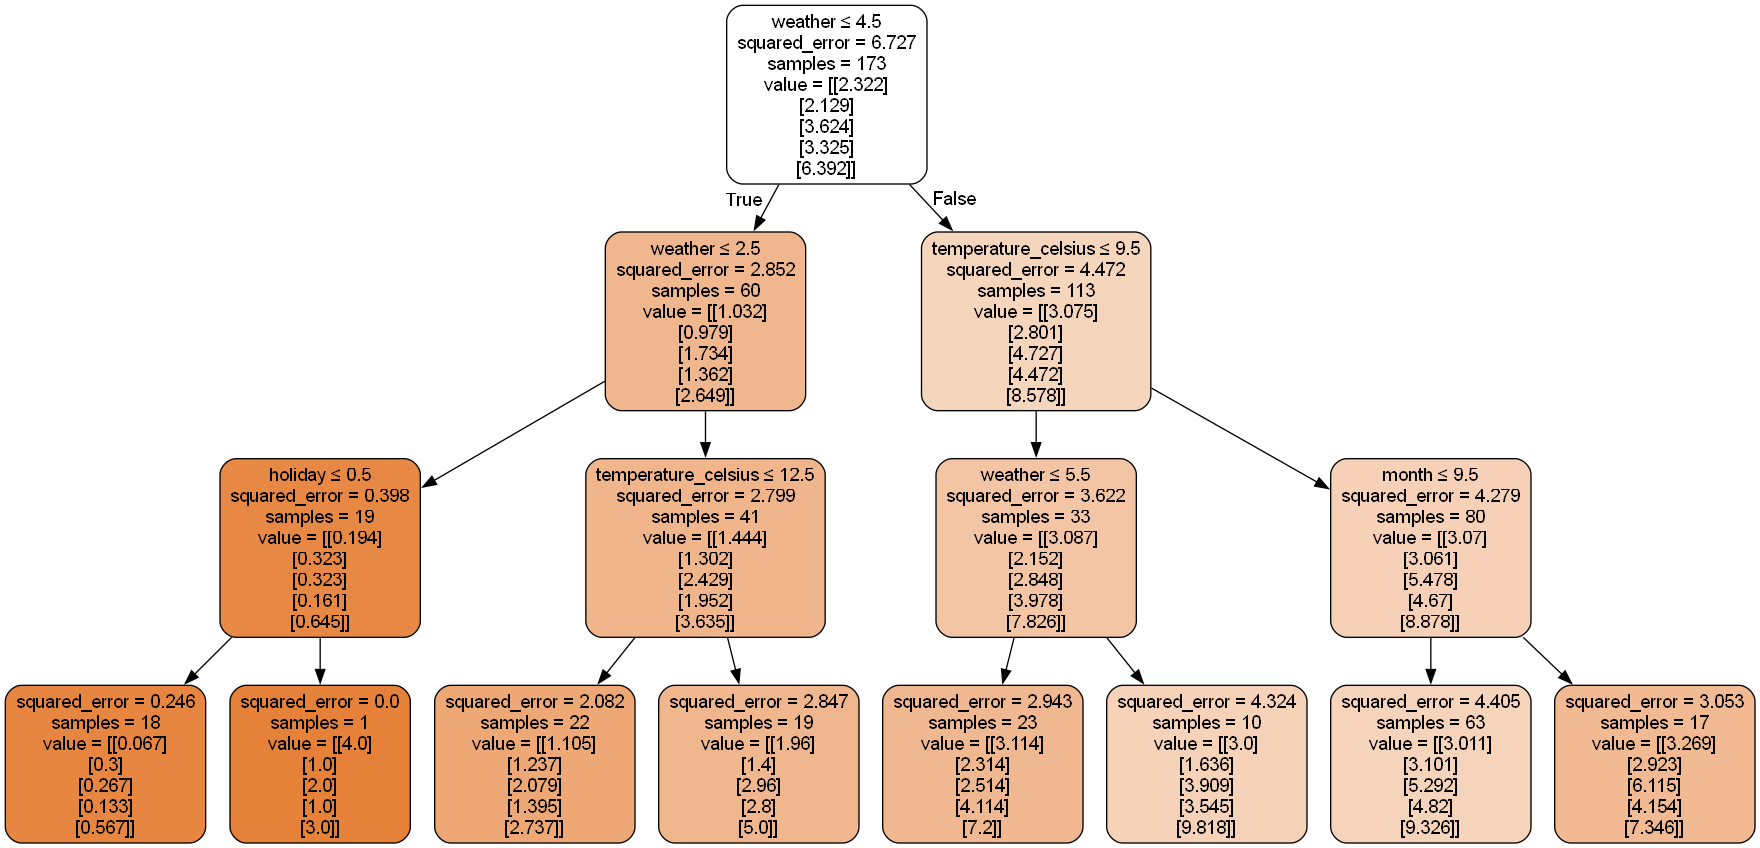 weather ≤ 4.5
squared_error = 6.727
samples = 173
value = [[2.322]
[2.129]
[3.624]
[3.325]
[6.392]]
True
False
weather ≤ 2.5
squared_error = 2.852
samples = 60
value = [[1.032]
[0.979]
[1.734]
[1.362]
[2.649]]
temperature_celsius ≤ 9.5
squared_error = 4.472
samples = 113
value = [[3.075]
[2.801]
[4.727]
[4.472]
[8.578]]
holiday ≤ 0.5
squared_error = 0.398
samples = 19
value = [[0.194]
[0.323]
[0.323]
[0.161]
[0.645]]
temperature_celsius ≤ 12.5
squared_error = 2.799
samples = 41
value = [[1.444]
[1.302]
[2.429]
[1.952]
[3.635]]
weather ≤ 5.5
squared_error = 3.622
samples = 33
value = [[3.087]
[2.152]
[2.848]
[3.978]
[7.826]]
month ≤ 9.5
squared_error = 4.279
samples = 80
value = [[3.07]
[3.061]
[5.478]
[4.67]
[8.878]]
squared_error = 0.246
samples = 18
value = [[0.067]
[0.3]
[0.267]
[0.133]
[0.567]]
squared_error = 0.0
samples = 1
value = [[4.0]
[1.0]
[2.0]
[1.0]
[3.0]]
squared_error = 2.082
samples = 22
value = [[1.105]
[1.237]
[2.079]
[1.395]
[2.737]]
squared_error = 2.847
samples = 19
value = [[1.96]
[1.4]
[2.96]
[2.8]
[5.0]]
squared_error = 2.943
samples = 23
value = [[3.114]
[2.314]
[2.514]
[4.114]
[7.2]]
squared_error = 4.324
samples = 10
value = [[3.0]
[1.636]
[3.909]
[3.545]
[9.818]]
squared_error = 4.405
samples = 63
value = [[3.011]
[3.101]
[5.292]
[4.82]
[9.326]]
squared_error = 3.053
samples = 17
value = [[3.269]
[2.923]
[6.115]
[4.154]
[7.346]]